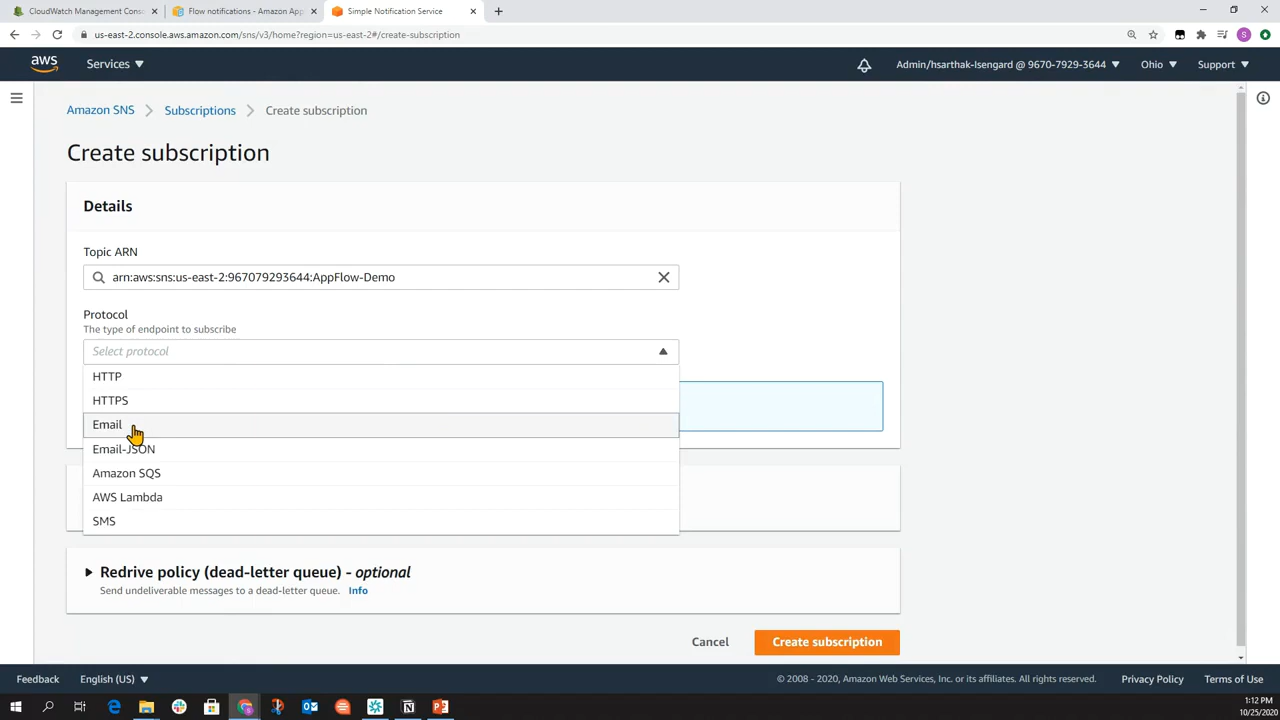 CloudWatch Management Cons
Flow notifications - Amazon App
Simple Notification Service
us-east-2.console.aws.amazon.com/sns/v3/home?region=us-east-2#/create-subscription
S
aws
Services
Admin/hsarthak-Isengard @ 9670-7929-3644
Ohio
Support
Amazon SNS
Subscriptions
Create subscription
Create subscription
Details
Topic ARN
arn:aws:sns:us-east-2:967079293644:AppFlow-Demo
Protocol
The type of endpoint to subscribe
Select protocol
HTTP
HTTPS
Email
Email-JSON
Amazon SQS
AWS Lambda
SMS
Redrive policy (dead-letter queue) - optional
Send undeliverable messages to a dead-letter queue. Info
Cancel
Create subscription
Feedback
English (US)
© 2008 - 2020, Amazon Web Services, Inc. or its affiliates. All rights reserved.
Privacy Policy
Terms of Use
1:12 PM
10/25/2020